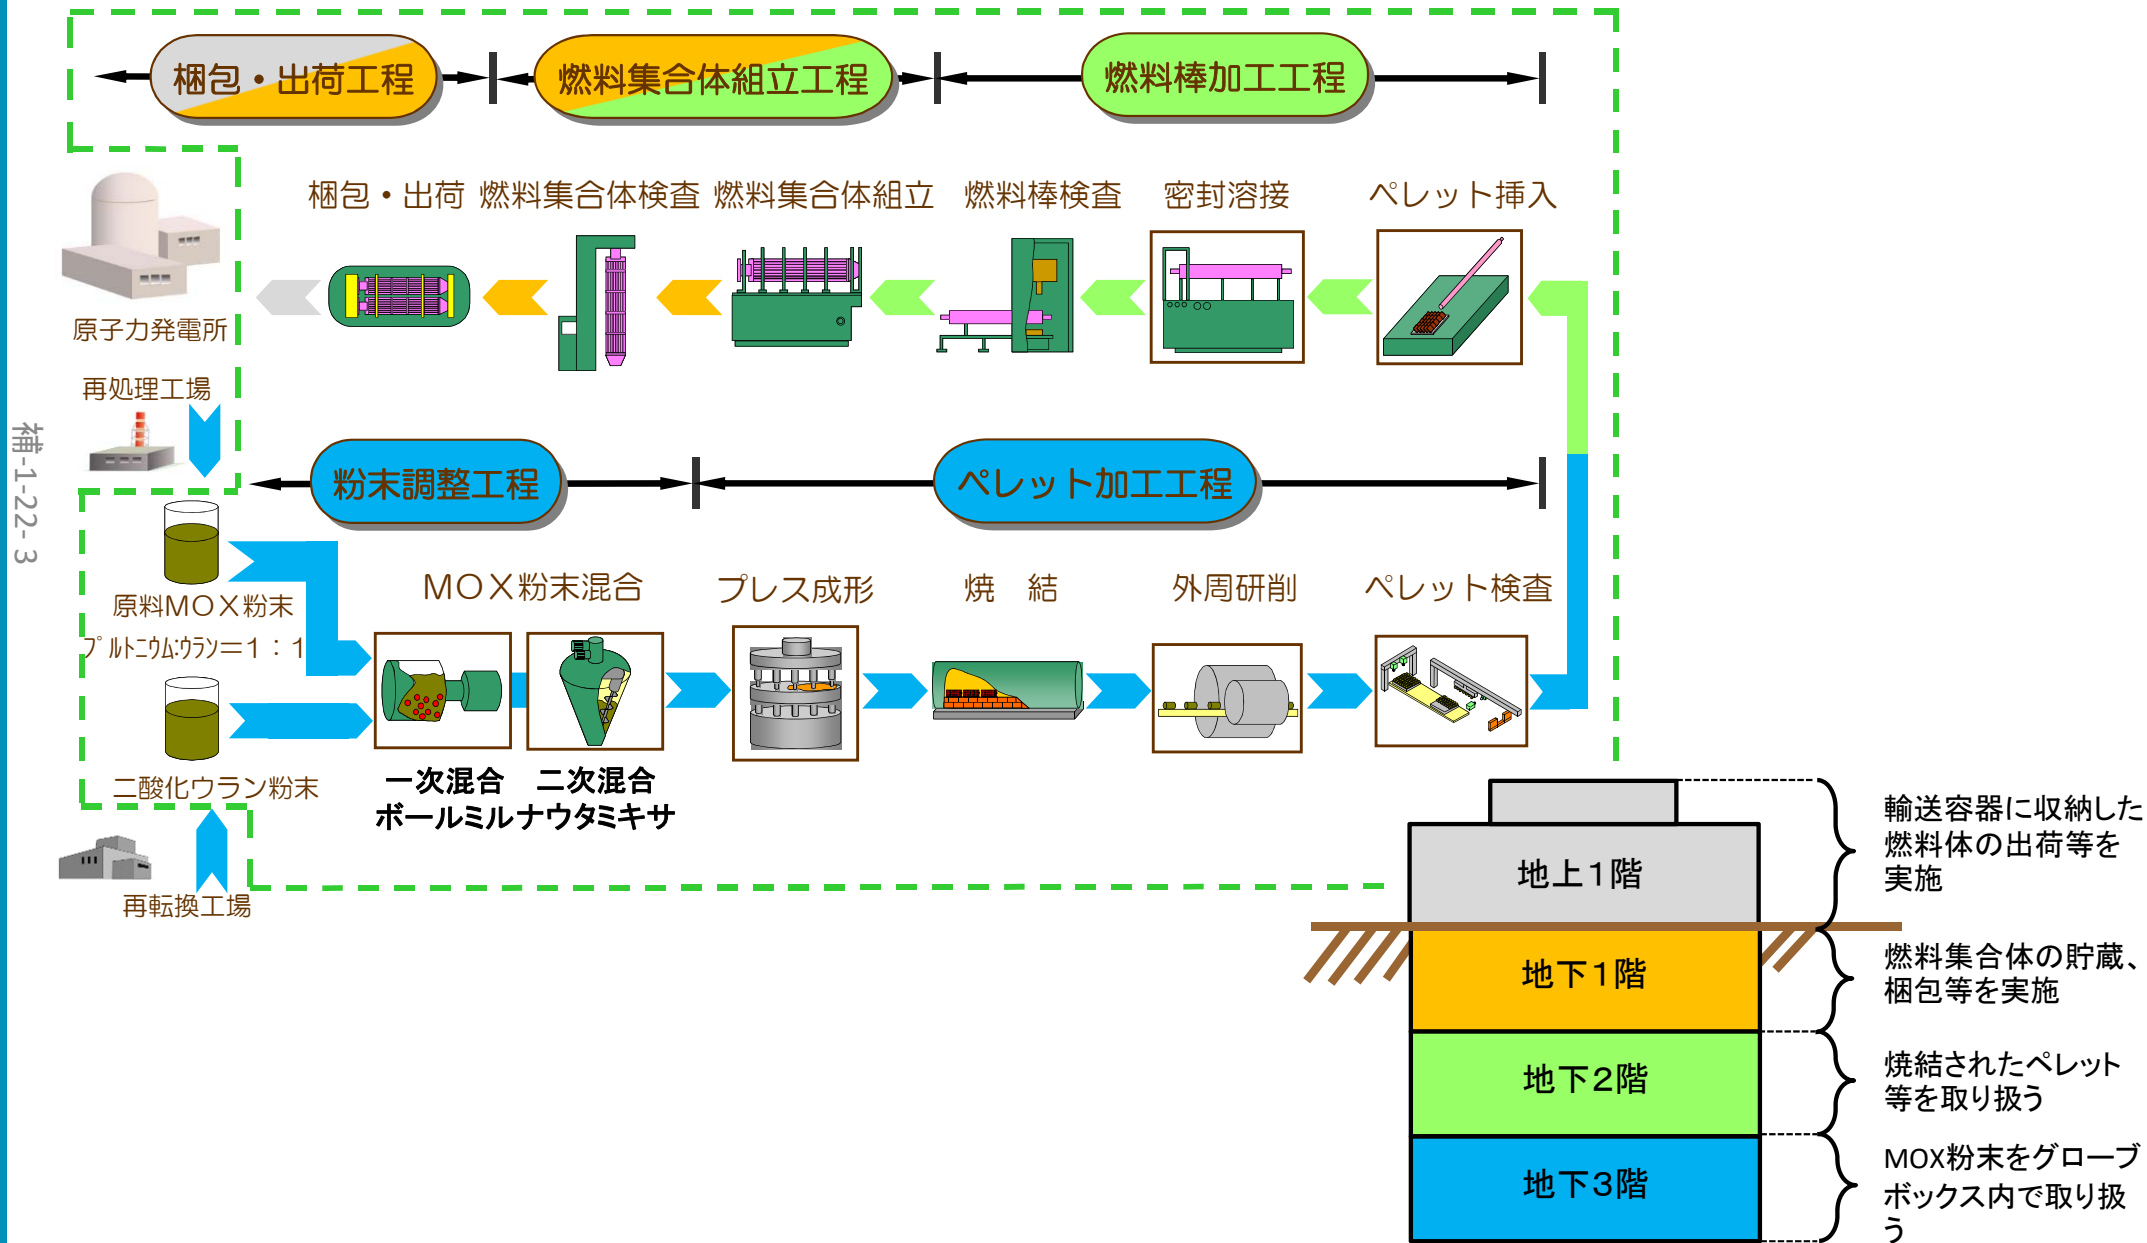 梱包・出荷工程
燃料集合体組立工程
燃料棒加工工程
梱包・出荷
燃料集合体検査
燃料集合体組立
燃料棒検査
密封溶接
ペレット挿入
原子力発電所
再処理工場
粉末調整工程
ペレット加工工程
補-1-22- 3
原料MOX粉末
ﾌﾟﾙﾄﾆｳﾑ:ｳﾗﾝ＝１：１
MOX粉末混合
プレス成形
焼　結
外周研削
ペレット検査
二酸化ウラン粉末
一次混合
ボールミル
二次混合
ナウタミキサ
再転換工場
地上１階
地下１階
地下２階
地下３階
輸送容器に収納した
燃料体の出荷等を
実施
燃料集合体の貯蔵、
梱包等を実施
焼結されたペレット
等を取り扱う
MOX粉末をグローブ
ボックス内で取り扱
う